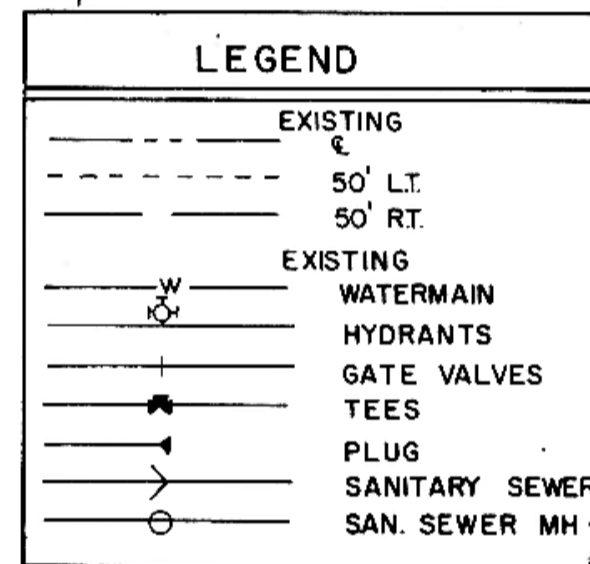 LEGEND
EXISTING
℄
50' L.T.
50' R.T.
EXISTING
W
WATERMAIN
HYDRANTS
GATE VALVES
TEES
PLUG
SANITARY SEWER
SAN. SEWER MH